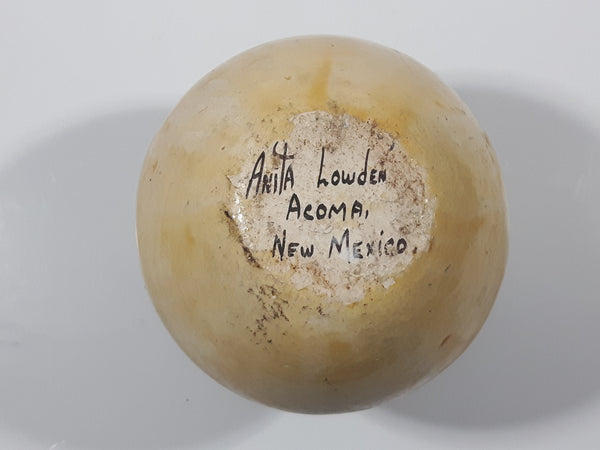 Anita Lowden
Acoma,
New Mexico.